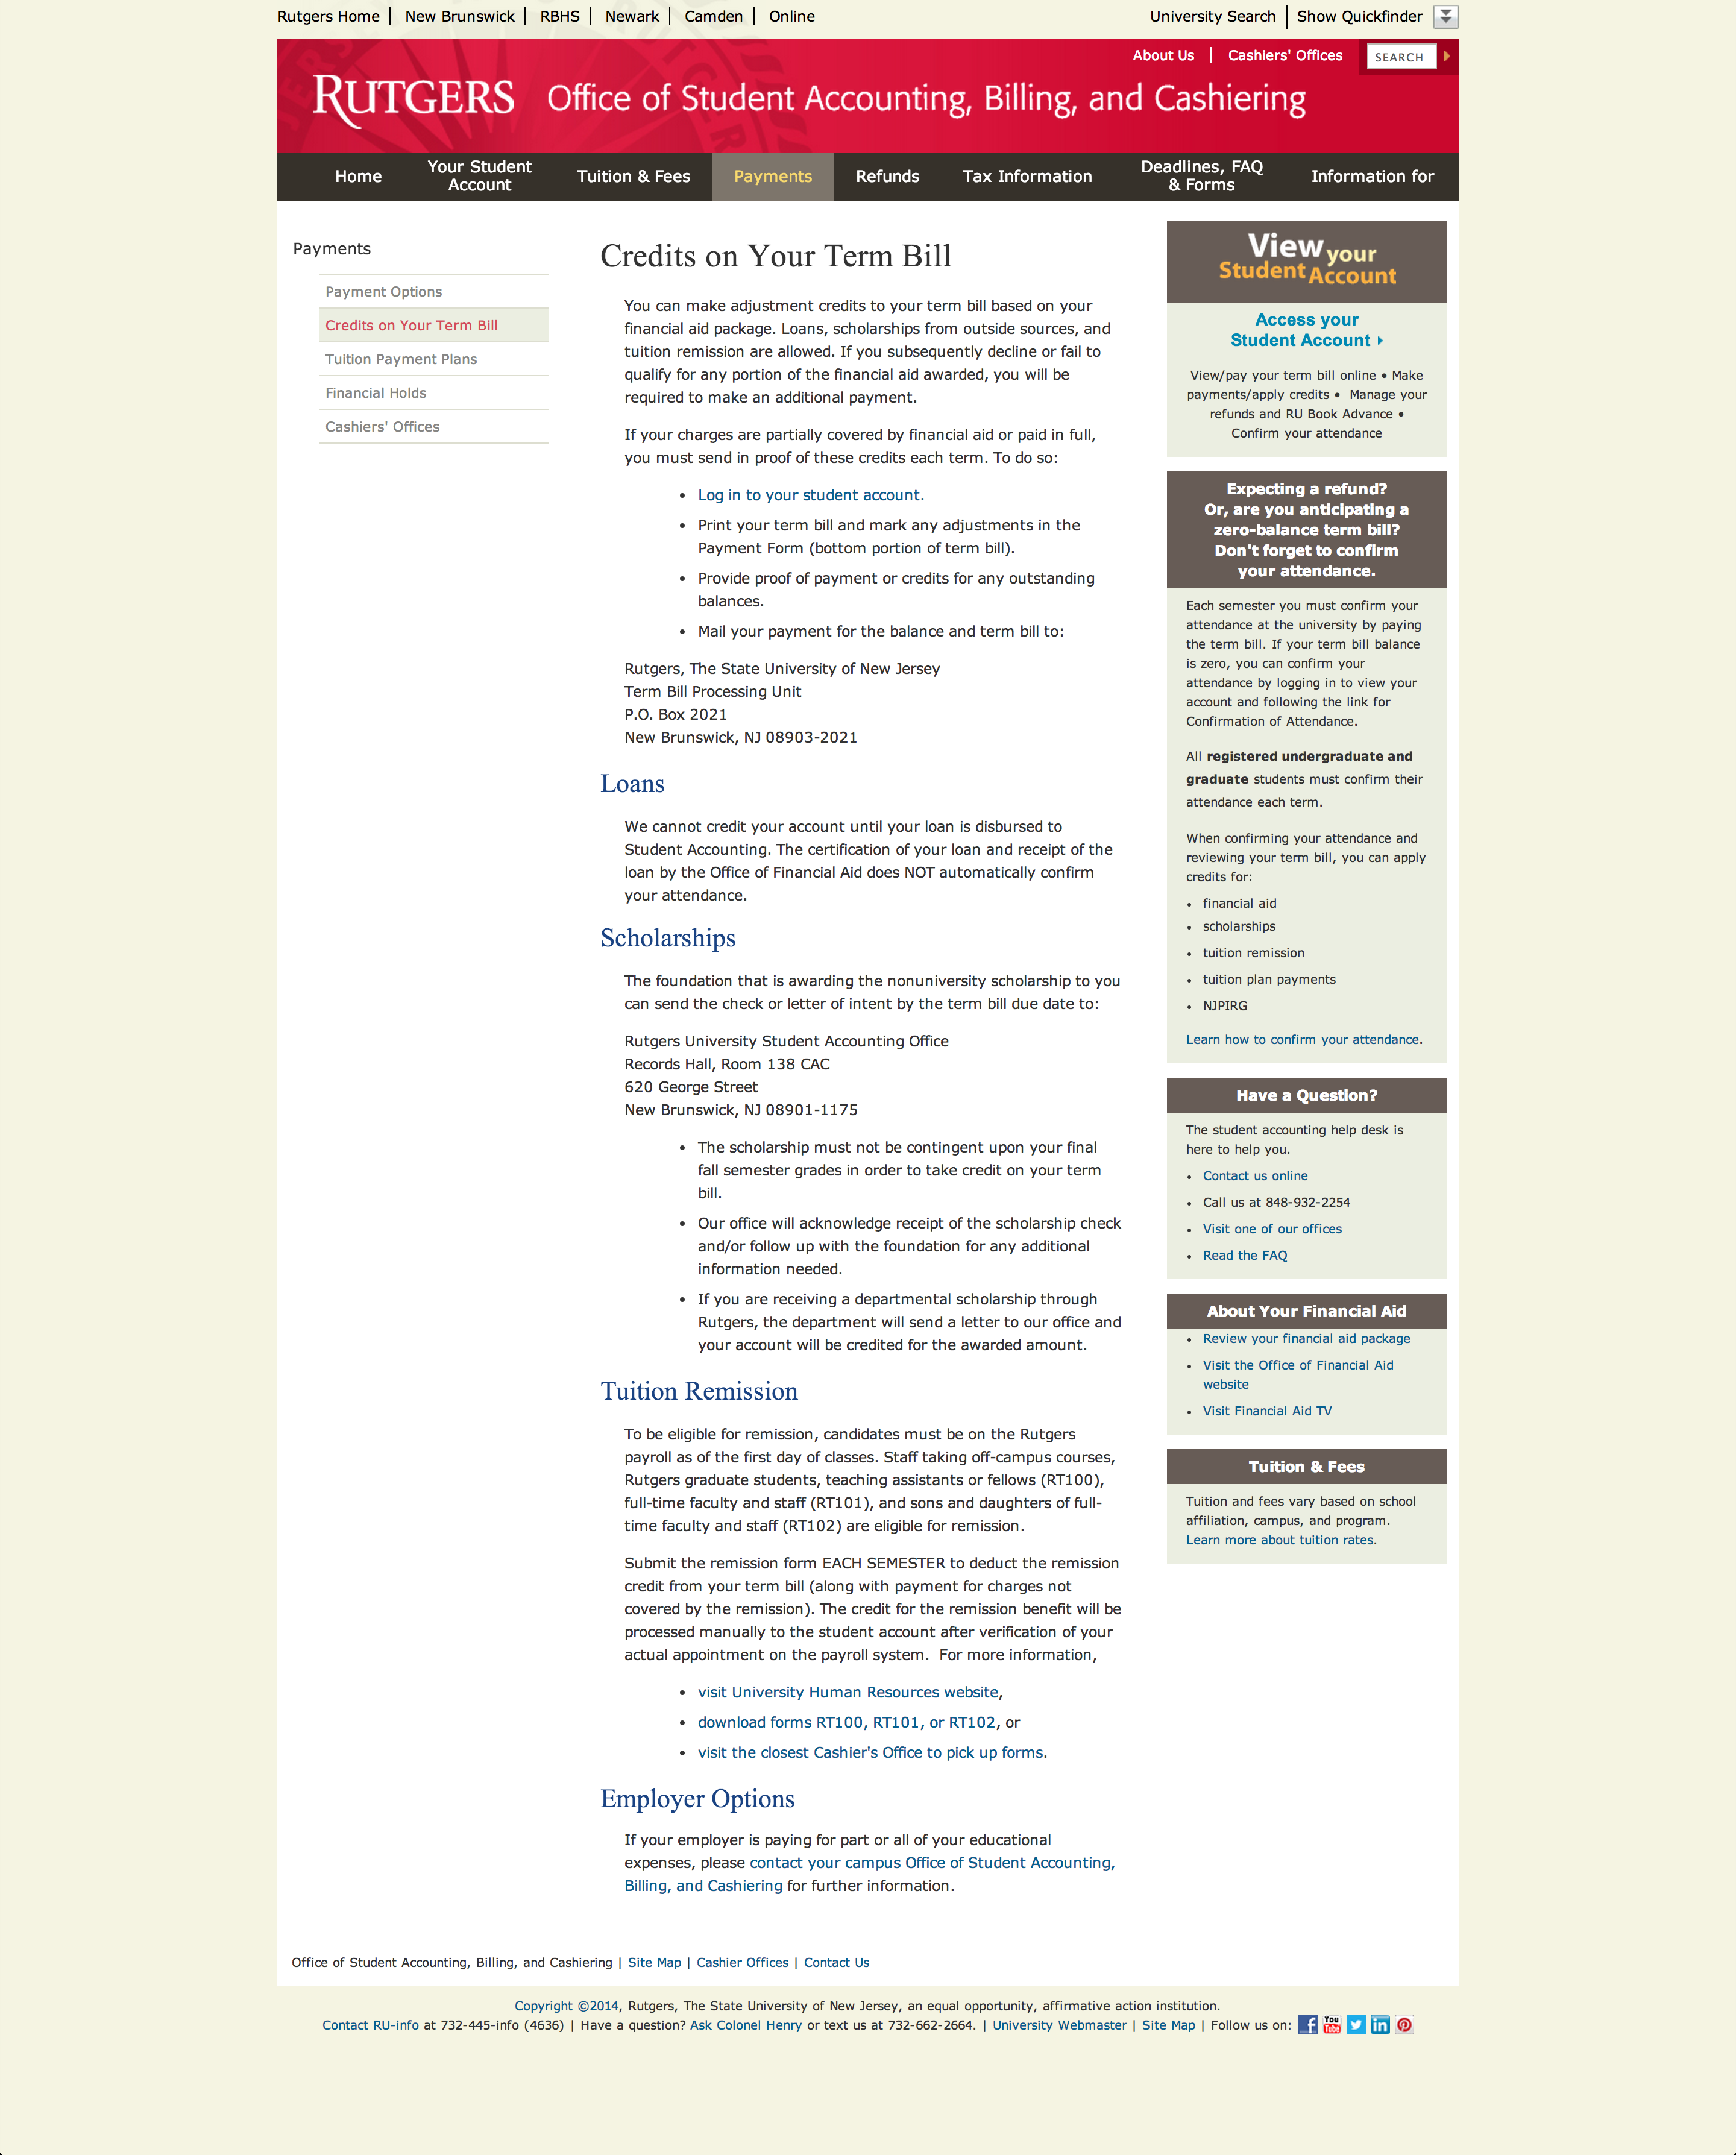 Rutgers Home | New Brunswick | RBHS | Newark | Camden | Online
University Search | Show Quickfinder
About Us | Cashiers' Offices
SEARCH
RUTGERS Office of Student Accounting, Billing, and Cashiering
Home
Your Student
Account
Tuition & Fees
Payments
Refunds
Tax Information
Deadlines, FAQ
& Forms
Information for
Payments
Payment Options
Credits on Your Term Bill
Tuition Payment Plans
Financial Holds
Cashiers' Offices
Credits on Your Term Bill
You can make adjustment credits to your term bill based on your
financial aid package. Loans, scholarships from outside sources, and
tuition remission are allowed. If you subsequently decline or fail to
qualify for any portion of the financial aid awarded, you will be
required to make an additional payment.
If your charges are partially covered by financial aid or paid in full,
you must send in proof of these credits each term. To do so:
• Log in to your student account.
• Print your term bill and mark any adjustments in the
Payment Form (bottom portion of term bill).
• Provide proof of payment or credits for any outstanding
balances.
• Mail your payment for the balance and term bill to:
Rutgers, The State University of New Jersey
Term Bill Processing Unit
P.O. Box 2021
New Brunswick, NJ 08903-2021
Loans
We cannot credit your account until your loan is disbursed to
Student Accounting. The certification of your loan and receipt of the
loan by the Office of Financial Aid does NOT automatically confirm
your attendance.
Scholarships
The foundation that is awarding the nonuniversity scholarship to you
can send the check or letter of intent by the term bill due date to:
Rutgers University Student Accounting Office
Records Hall, Room 138 CAC
620 George Street
New Brunswick, NJ 08901-1175
• The scholarship must not be contingent upon your final
fall semester grades in order to take credit on your term
bill.
• Our office will acknowledge receipt of the scholarship check
and/or follow up with the foundation for any additional
information needed.
• If you are receiving a departmental scholarship through
Rutgers, the department will send a letter to our office and
your account will be credited for the awarded amount.
Tuition Remission
To be eligible for remission, candidates must be on the Rutgers
payroll as of the first day of classes. Staff taking off-campus courses,
Rutgers graduate students, teaching assistants or fellows (RT100),
full-time faculty and staff (RT101), and sons and daughters of full-
time faculty and staff (RT102) are eligible for remission.
Submit the remission form EACH SEMESTER to deduct the remission
credit from your term bill (along with payment for charges not
covered by the remission). The credit for the remission benefit will be
processed manually to the student account after verification of your
actual appointment on the payroll system. For more information,
• visit University Human Resources website,
• download forms RT100, RT101, or RT102, or
• visit the closest Cashier's Office to pick up forms.
Employer Options
If your employer is paying for part or all of your educational
expenses, please contact your campus Office of Student Accounting,
Billing, and Cashiering for further information.
View your
Student Account
Access your
Student Account
View/pay your term bill online • Make
payments/apply credits • Manage your
refunds and RU Book Advance •
Confirm your attendance
Expecting a refund?
Or, are you anticipating a
zero-balance term bill?
Don't forget to confirm
your attendance.
Each semester you must confirm your
attendance at the university by paying
the term bill. If your term bill balance
is zero, you can confirm your
attendance by logging in to view your
account and following the link for
Confirmation of Attendance.
All registered undergraduate and
graduate students must confirm their
attendance each term.
When confirming your attendance and
reviewing your term bill, you can apply
credits for:
• financial aid
• scholarships
• tuition remission
• tuition plan payments
• NJPIRG
Learn how to confirm your attendance.
Have a Question?
The student accounting help desk is
here to help you.
• Contact us online
• Call us at 848-932-2254
• Visit one of our offices
• Read the FAQ
About Your Financial Aid
• Review your financial aid package
• Visit the Office of Financial Aid
website
• Visit Financial Aid TV
Tuition & Fees
Tuition and fees vary based on school
affiliation, campus, and program.
Learn more about tuition rates.
Office of Student Accounting, Billing, and Cashiering | Site Map | Cashier Offices | Contact Us
Copyright ©2014, Rutgers, The State University of New Jersey, an equal opportunity, affirmative action institution.
Contact RU-info at 732-445-info (4636) | Have a question? Ask Colonel Henry or text us at 732-662-2664. | University Webmaster | Site Map | Follow us on: f You Tube in